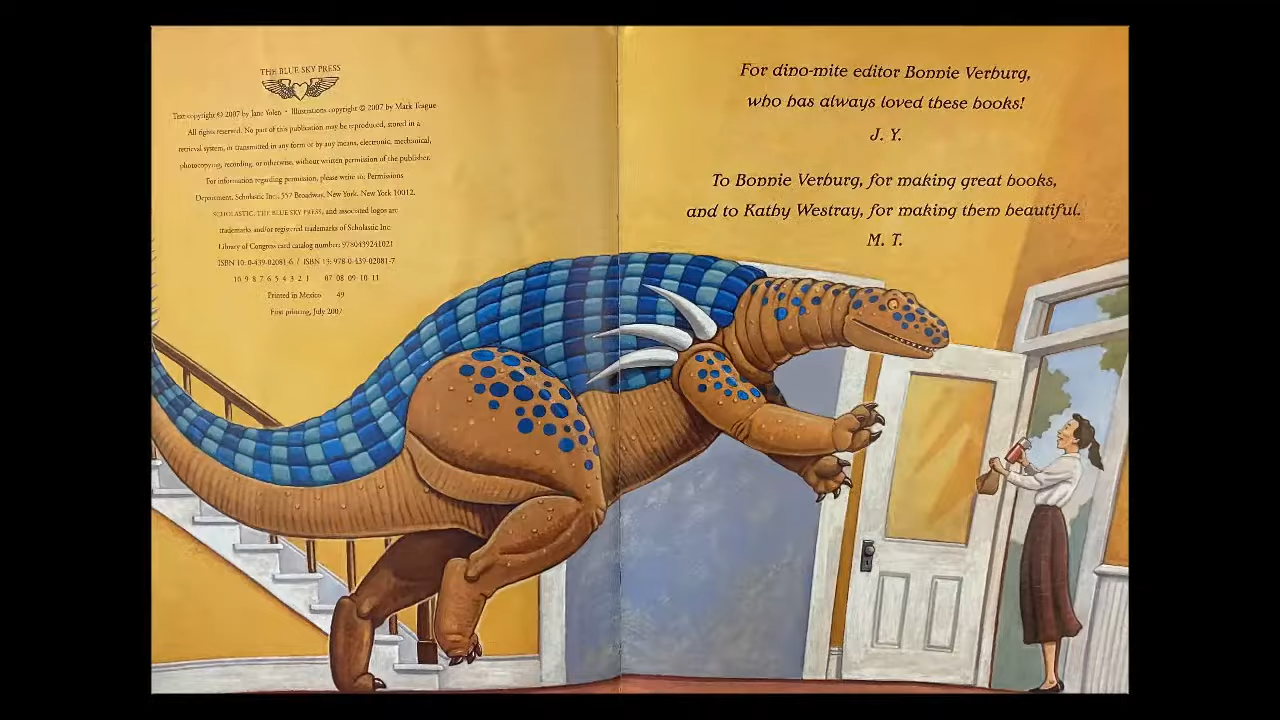 THE BLUE SKY PRESS
Text copyright © 2007 by Jane Yolen • Illustrations copyright © 2007 by Mark Teague
All rights reserved. No part of this publication may be reproduced, stored in a
retrieval system, or transmitted in any form or by any means, electronic, mechanical,
photocopying, recording, or otherwise, without written permission of the publisher.
For information regarding permission, please write to: Permissions
Department, Scholastic Inc., 557 Broadway, New York, New York 10012.
SCHOLASTIC, THE BLUE SKY PRESS, and associated logos are
trademarks and/or registered trademarks of Scholastic Inc.
Library of Congress card catalog number: 9780439241021
ISBN 10: 0-439-02081-6 / ISBN 13: 978-0-439-02081-7
10 9 8 7 6 5 4 3 2 1 07 08 09 10 11
Printed in Mexico 49
First printing, July 2007
For dino-mite editor Bonnie Verburg,
who has always loved these books!
J. Y.
To Bonnie Verburg, for making great books,
and to Kathy Westray, for making them beautiful.
M. T.